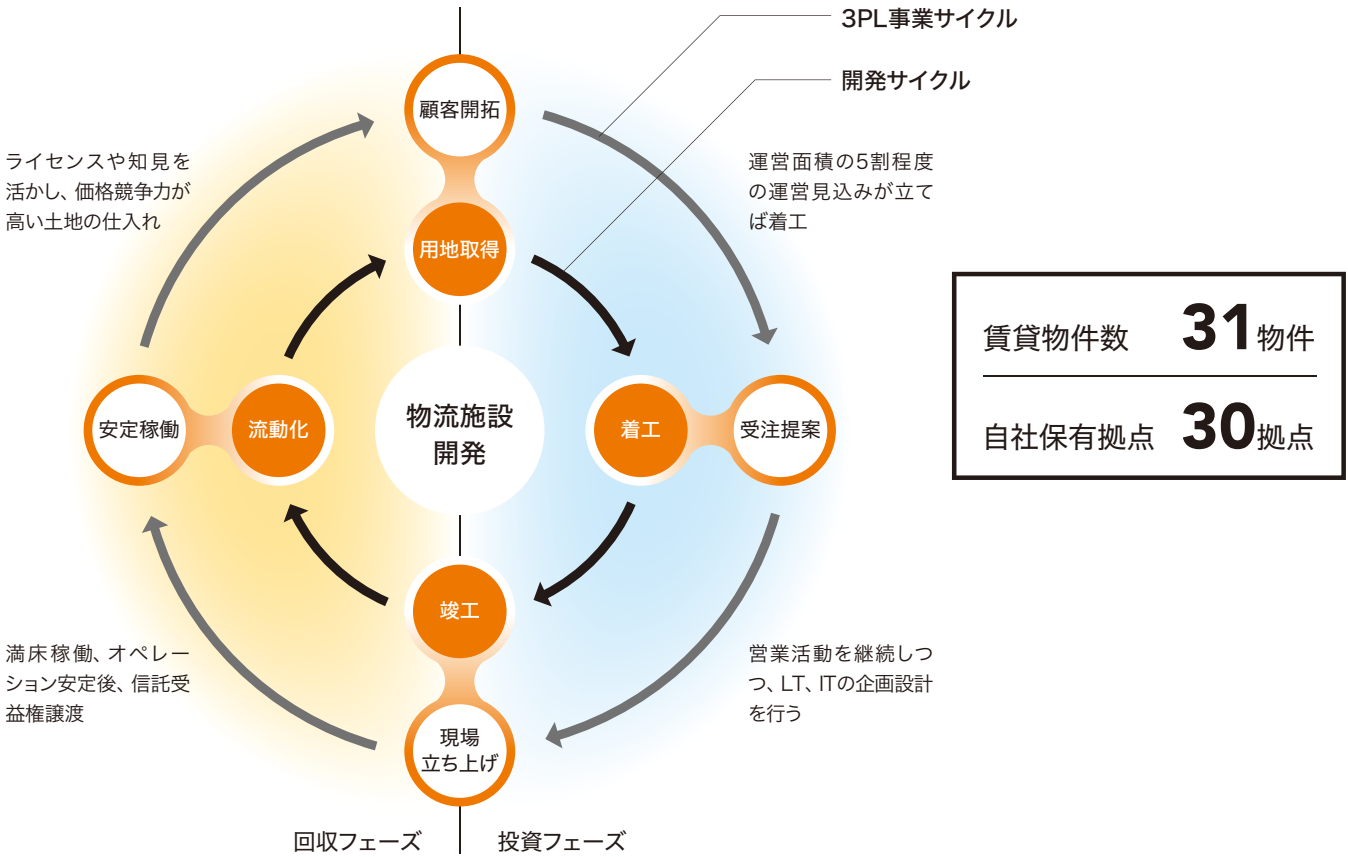 3PL事業サイクル
開発サイクル
顧客開拓
用地取得
ライセンスや知見を
活かし、価格競争力が
高い土地の仕入れ
運営面積の5割程度
の運営見込みが立て
ば着工
安定稼働
流動化
物流施設
開発
着工
受注提案
竣工
現場
立ち上げ
満床稼働、オペレー
ション安定後、信託受
益権譲渡
営業活動を継続しつ
つ、LT、ITの企画設計
を行う
回収フェーズ
投資フェーズ
賃貸物件数 31物件
自社保有拠点 30拠点